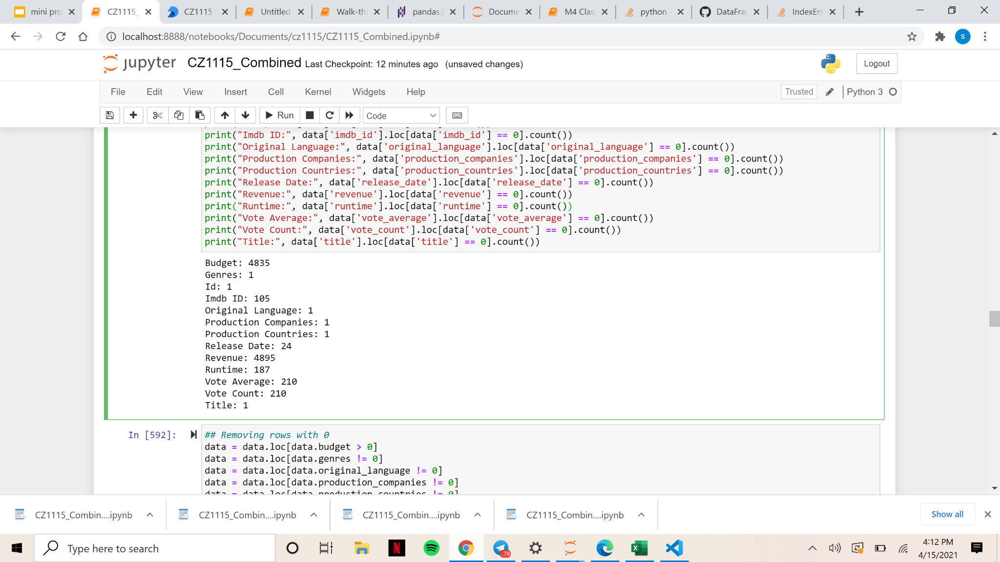 mini pro
CZ1115_
CZ1115
Untitled
Walk-thr
pandas.
Docume
M4 Clas
python
DataFrar
IndexErr
localhost:8888/notebooks/Documents/cz1115/CZ1115_Combined.ipynb#
S
jupyter CZ1115_Combined Last Checkpoint: 12 minutes ago (unsaved changes)
Logout
File Edit View Insert Cell Kernel Widgets Help
Trusted
Python 3
Run
Code
print("Imdb ID:", data['imdb_id'].loc[data['imdb_id'] == 0].count())
print("Original Language:", data['original_language'].loc[data['original_language'] == 0].count())
print("Production Companies:", data['production_companies'].loc[data['production_companies'] == 0].count())
print("Production Countries:", data['production_countries'].loc[data['production_countries'] == 0].count())
print("Release Date:", data['release_date'].loc[data['release_date'] == 0].count())
print("Revenue:", data['revenue'].loc[data['revenue'] == 0].count())
print("Runtime:", data['runtime'].loc[data['runtime'] == 0].count())
print("Vote Average:", data['vote_average'].loc[data['vote_average'] == 0].count())
print("Vote Count:", data['vote_count'].loc[data['vote_count'] == 0].count())
print("Title:", data['title'].loc[data['title'] == 0].count())
Budget: 4835
Genres: 1
Id: 1
Imdb ID: 105
Original Language: 1
Production Companies: 1
Production Countries: 1
Release Date: 24
Revenue: 4895
Runtime: 187
Vote Average: 210
Vote Count: 210
Title: 1
In [592]:
## Removing rows with 0
data = data.loc[data.budget > 0]
data = data.loc[data.genres != 0]
data = data.loc[data.original_language != 0]
data = data.loc[data.production_companies != 0]
data = data.loc[data.production_countries != 0]
CZ1115_Combin....ipynb
CZ1115_Combin....ipynb
CZ1115_Combin....ipynb
CZ1115_Combin....ipynb
Show all
Type here to search
..78
4:12 PM
4/15/2021